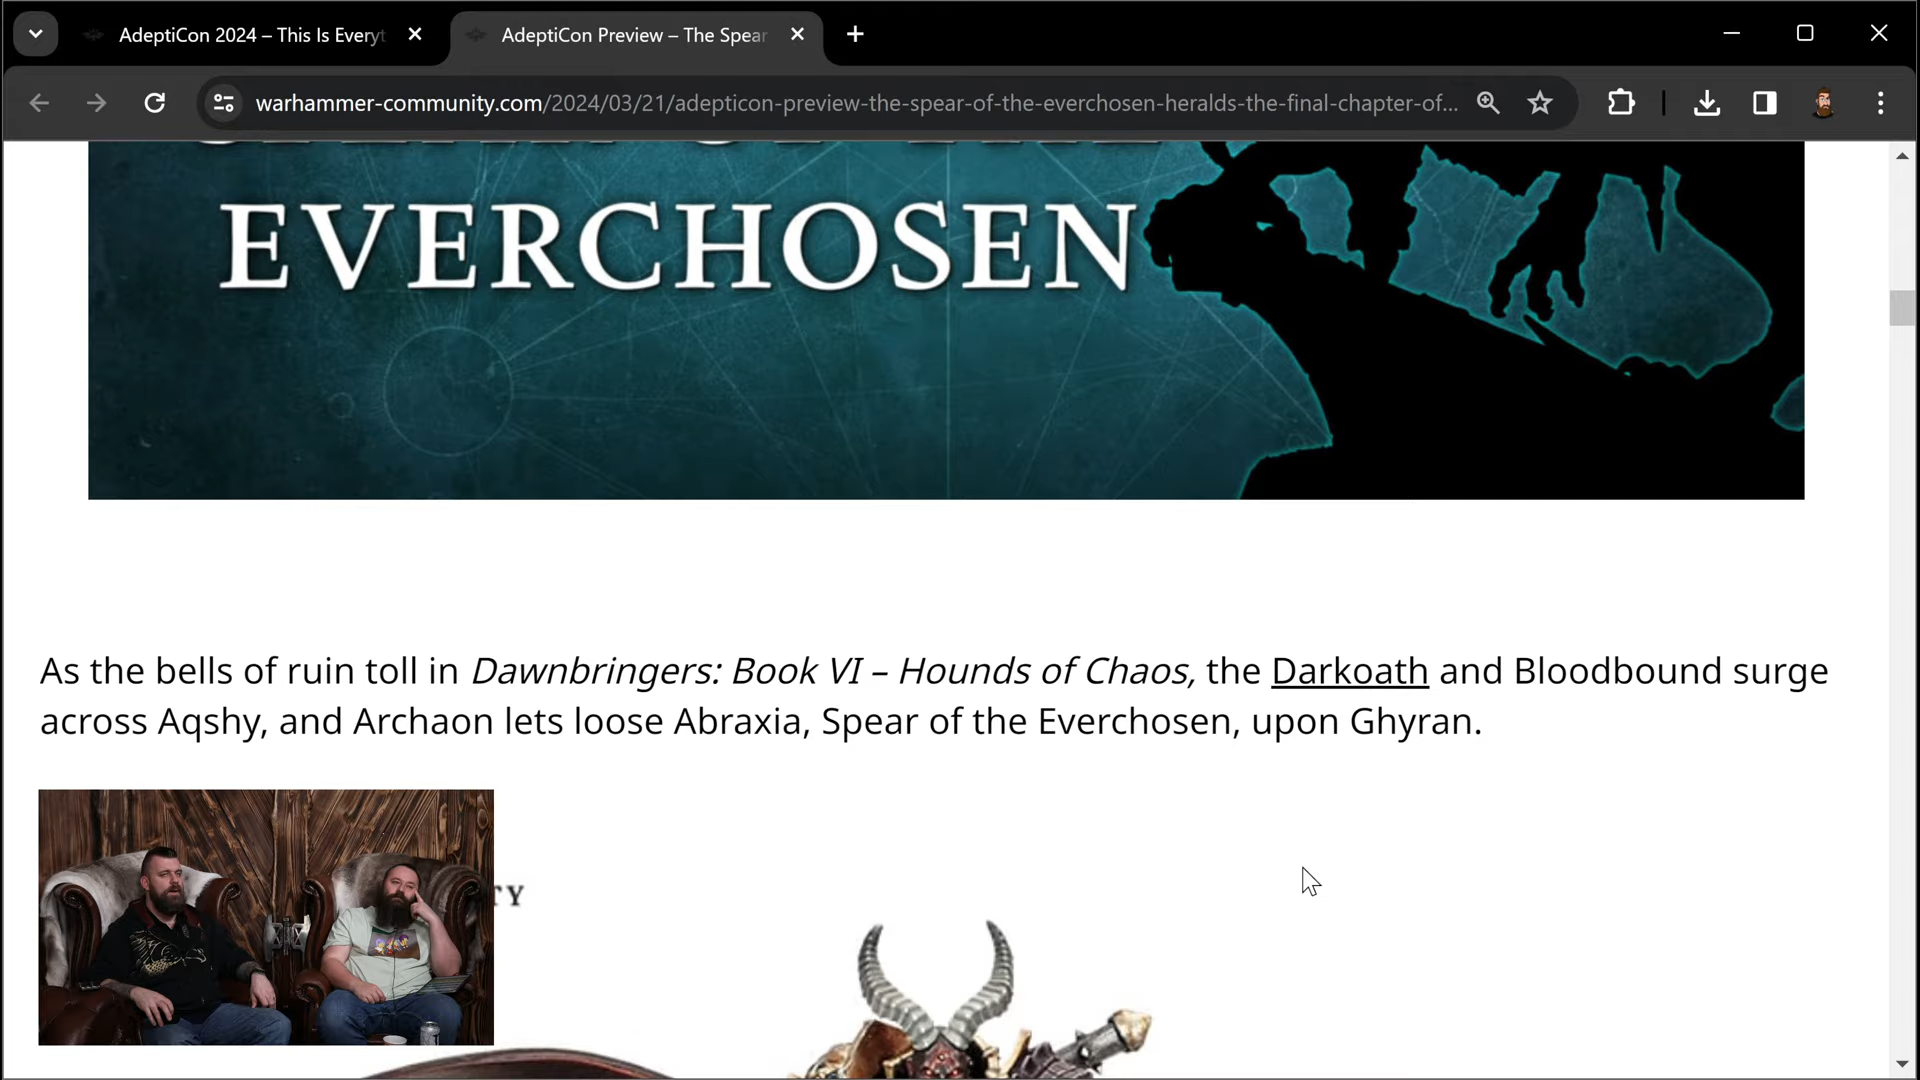 AdeptiCon 2024 – This Is Everyt
AdeptiCon Preview – The Spear
warhammer-community.com/2024/03/21/adepticon-preview-the-spear-of-the-everchosen-heralds-the-final-chapter-of...
EVERCHOSEN
As the bells of ruin toll in Dawnbringers: Book VI – Hounds of Chaos, the Darkoath and Bloodbound surge
across Aqshy, and Archaon lets loose Abraxia, Spear of the Everchosen, upon Ghyran.
TY